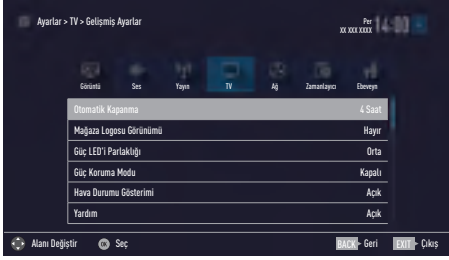 Ayarlar > TV > Gelişmiş Ayarlar
Per
XX XXX XXXX 14:00
Görüntü Ses Yayın TV Ağ Zamanlayıcı Ebeveyn
Otomatik Kapanma 4 Saat
Mağaza Logosu Görünümü Hayır
Güç LED'i Parlaklığı Orta
Güç Koruma Modu Kapalı
Hava Durumu Gösterimi Açık
Yardım Açık
Alanı Değiştir OK Seç BACK Geri EXIT Çıkış